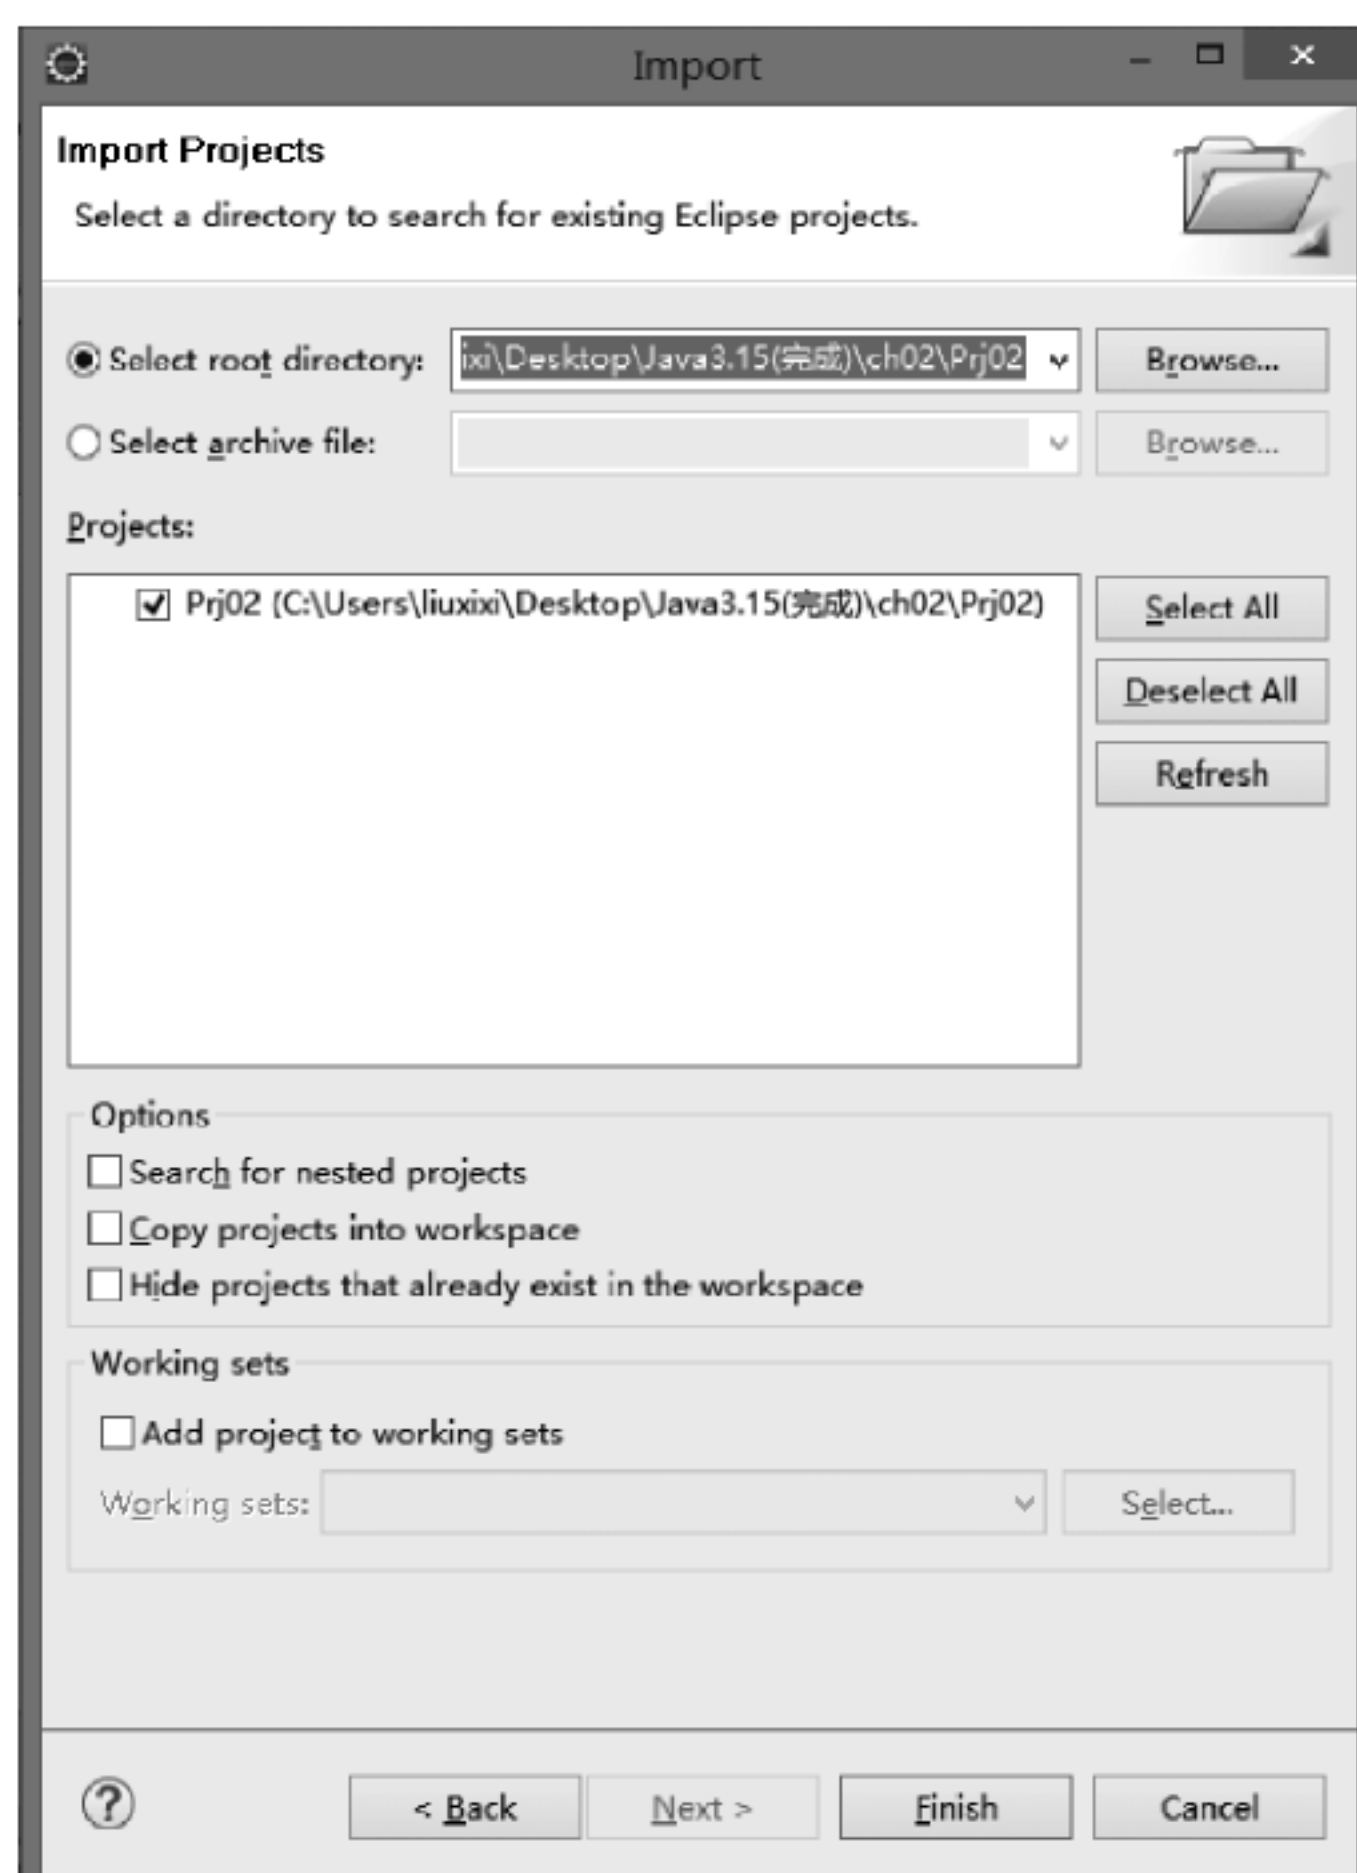 Import
Import Projects
Select a directory to search for existing Eclipse projects.
Select root directory: ixi\Desktop\Java3.15(完成)\ch02\Prj02 Browse...
Select archive file: Browse...
Projects:
Prj02 (C:\Users\liuxixi\Desktop\Java3.15(完成)\ch02\Prj02)
Select All
Deselect All
Refresh
Options
Search for nested projects
Copy projects into workspace
Hide projects that already exist in the workspace
Working sets
Add project to working sets
Working sets: Select...
? < Back Next > Finish Cancel